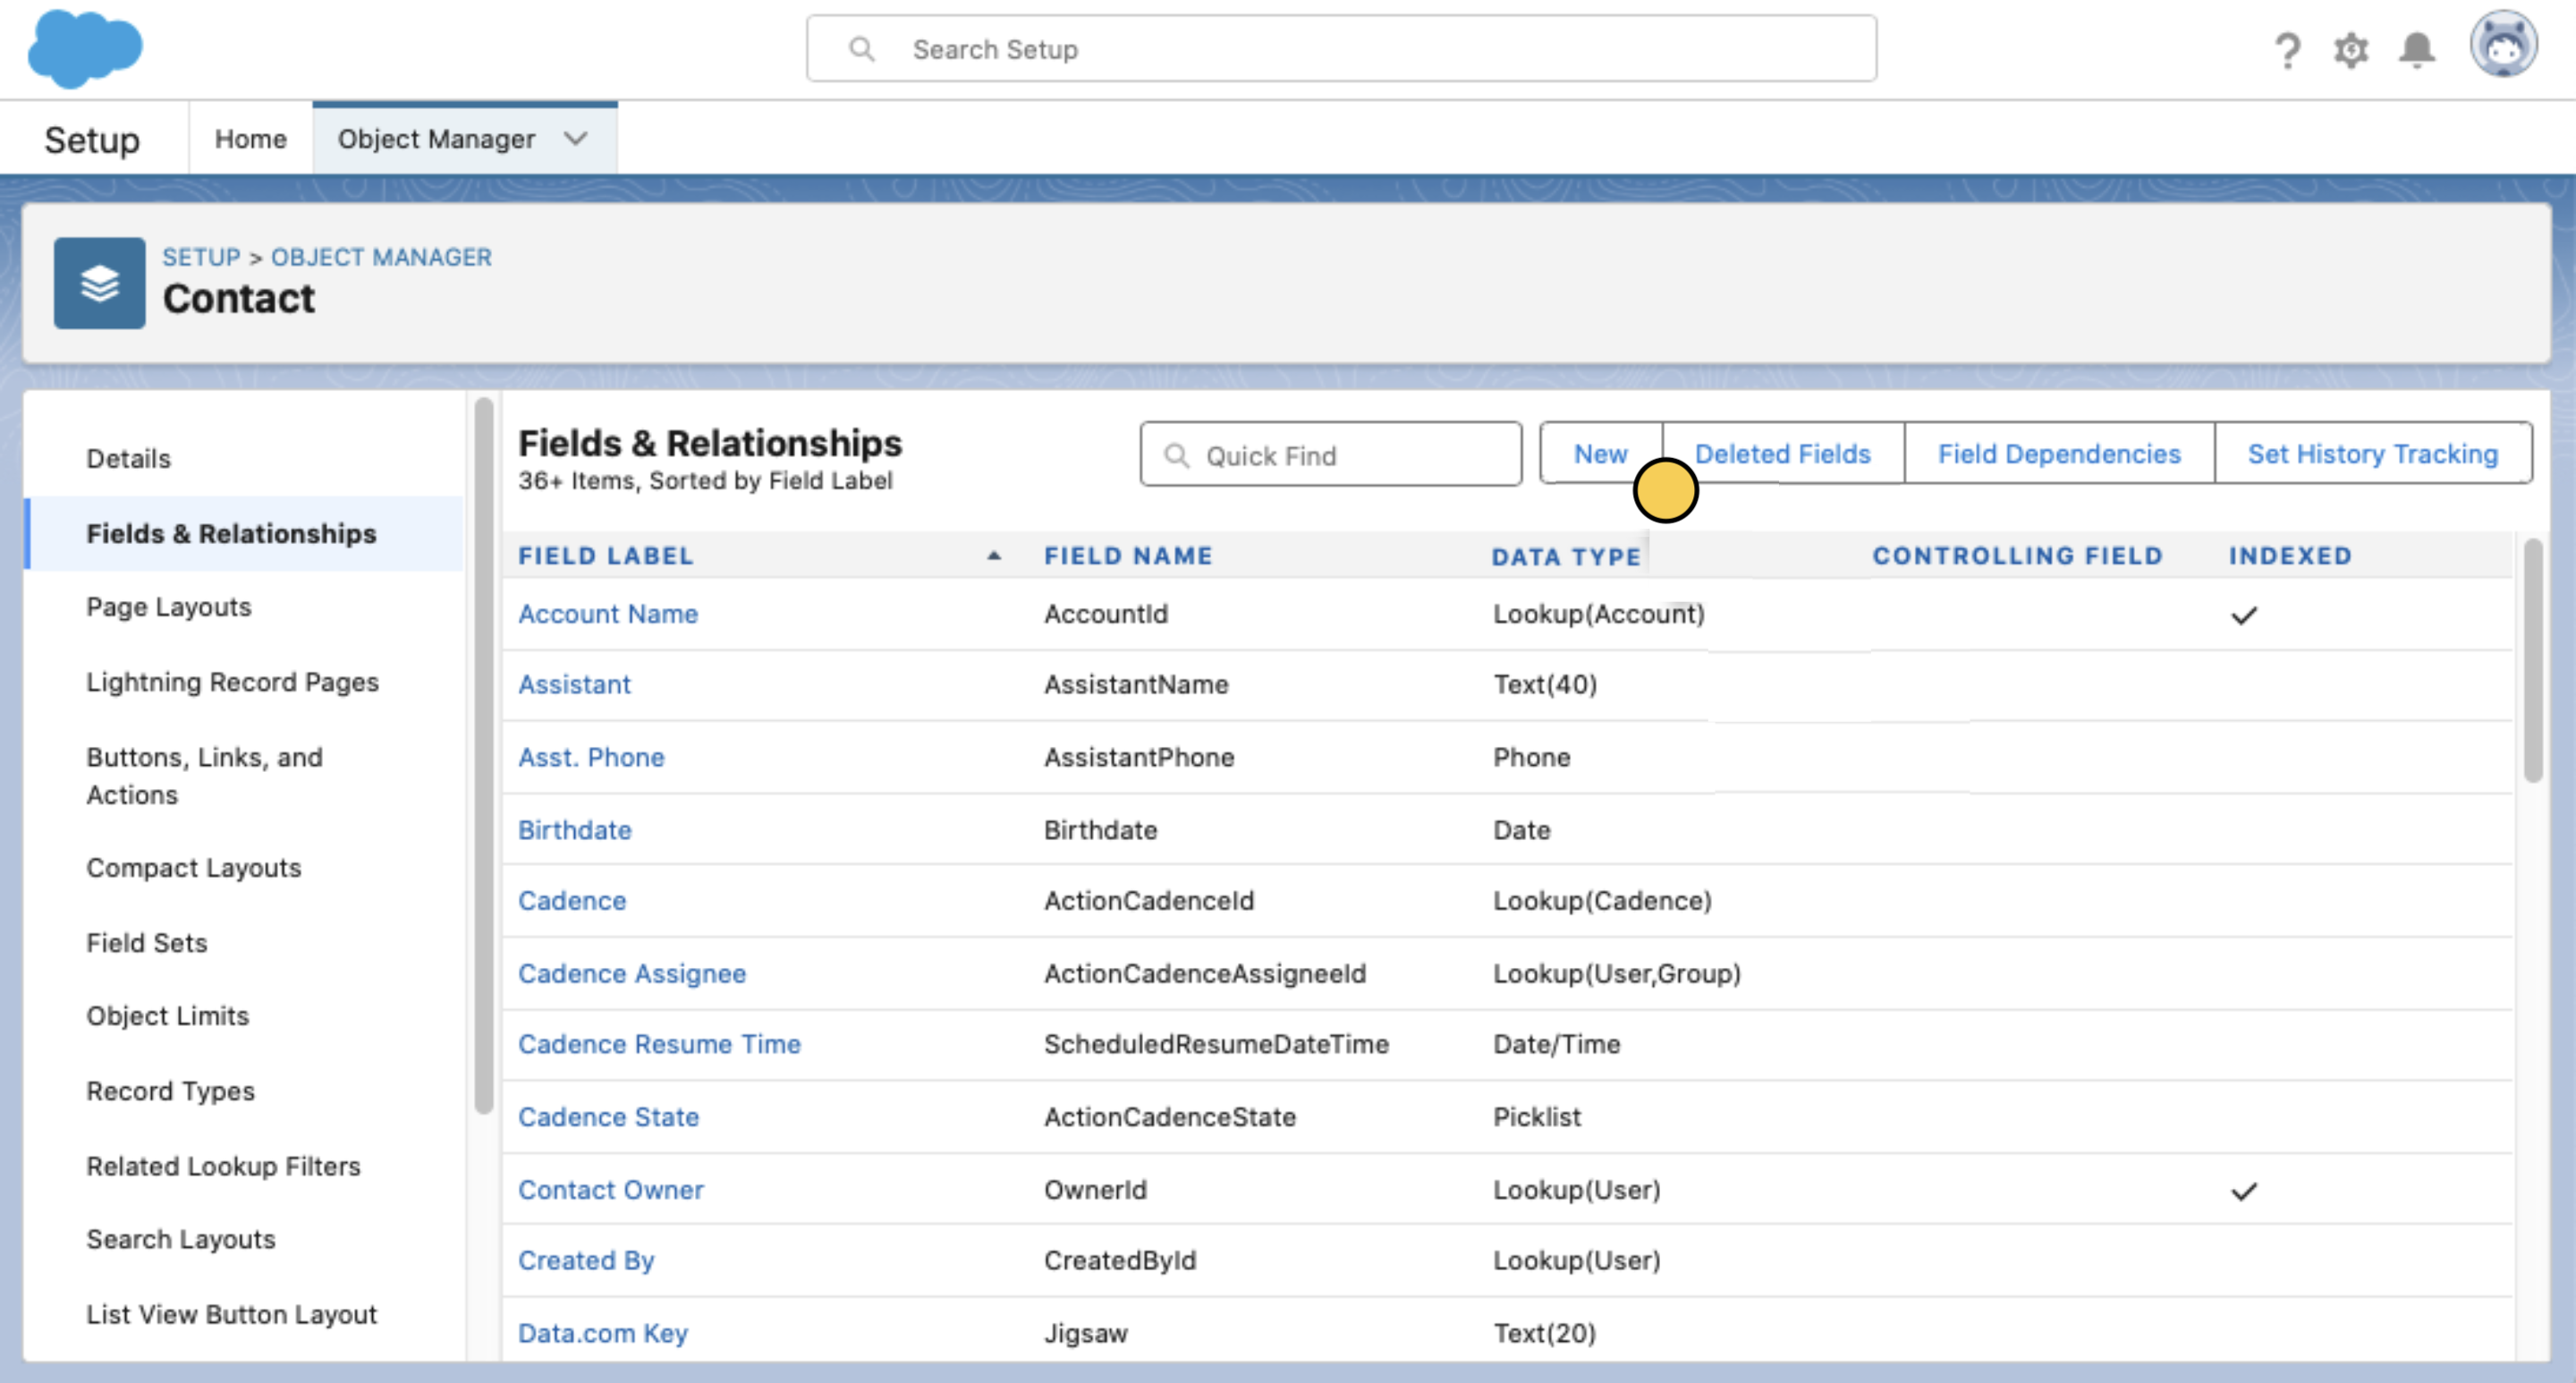 Search Setup
Setup
Home
Object Manager
SETUP > OBJECT MANAGER
Contact
Details
Fields & Relationships
Page Layouts
Lightning Record Pages
Buttons, Links, and
Actions
Compact Layouts
Field Sets
Object Limits
Record Types
Related Lookup Filters
Search Layouts
List View Button Layout
Fields & Relationships
36+ Items, Sorted by Field Label
Quick Find
New
Deleted Fields
Field Dependencies
Set History Tracking
FIELD LABEL FIELD NAME DATA TYPE CONTROLLING FIELD INDEXED
Account Name AccountId Lookup(Account)
Assistant AssistantName Text(40)
Asst. Phone AssistantPhone Phone
Birthdate Birthdate Date
Cadence ActionCadenceId Lookup(Cadence)
Cadence Assignee ActionCadenceAssigneeId Lookup(User,Group)
Cadence Resume Time ScheduledResumeDateTime Date/Time
Cadence State ActionCadenceState Picklist
Contact Owner OwnerId Lookup(User)
Created By CreatedById Lookup(User)
Data.com Key Jigsaw Text(20)